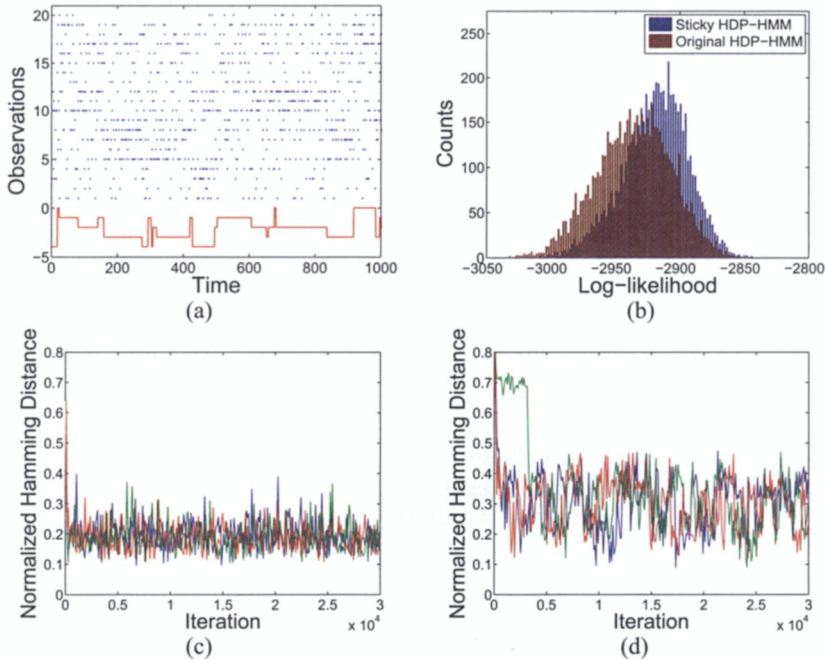 20
15
10
5
0
−5
Observations
0 200 400 600 800 1000
Time
(a)
250
200
150
100
50
0
Counts
Sticky HDP−HMM
Original HDP−HMM
−3050 −3000 −2950 −2900 −2850 −2800
Log−likelihood
(b)
0.8
0.7
0.6
0.5
0.4
0.3
0.2
0.1
0
Normalized Hamming Distance
0 0.5 1 1.5 2 2.5 3
Iteration
x 10⁴
(c)
0.8
0.7
0.6
0.5
0.4
0.3
0.2
0.1
0
Normalized Hamming Distance
0 0.5 1 1.5 2 2.5 3
Iteration
x 10⁴
(d)